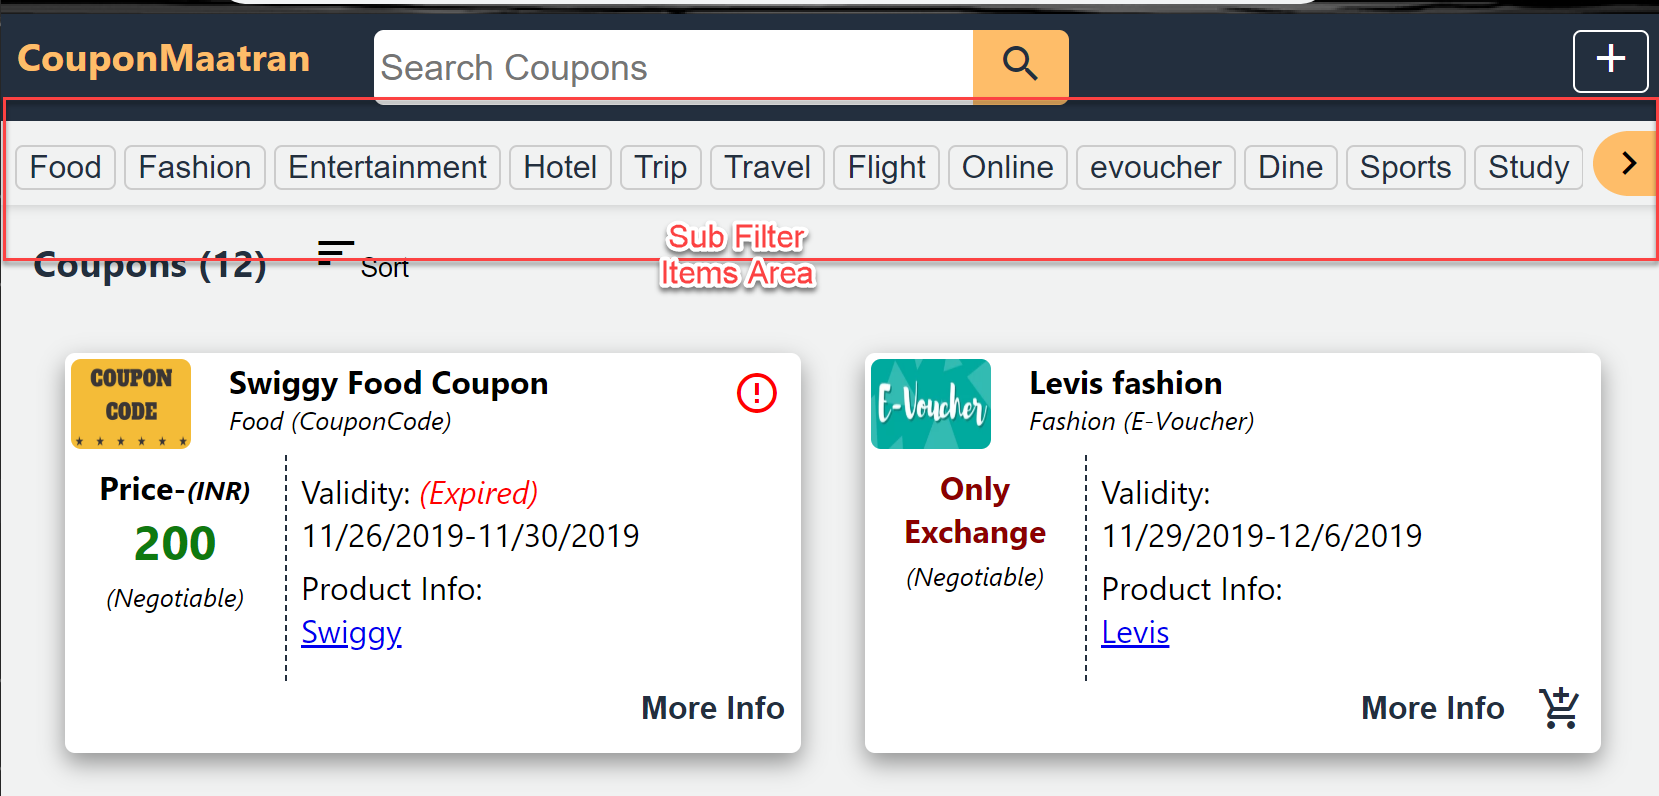 CouponMaatran
Search Coupons
+
Food Fashion Entertainment Hotel Trip Travel Flight Online evoucher Dine Sports Study
Sub Filter
Items Area
Coupons (12) Sort
COUPON
CODE
Swiggy Food Coupon
Food (CouponCode)
Price-(INR)
200
(Negotiable)
Validity: (Expired)
11/26/2019-11/30/2019
Product Info:
Swiggy
More Info
E-Voucher
Levis fashion
Fashion (E-Voucher)
Only
Exchange
(Negotiable)
Validity:
11/29/2019-12/6/2019
Product Info:
Levis
More Info